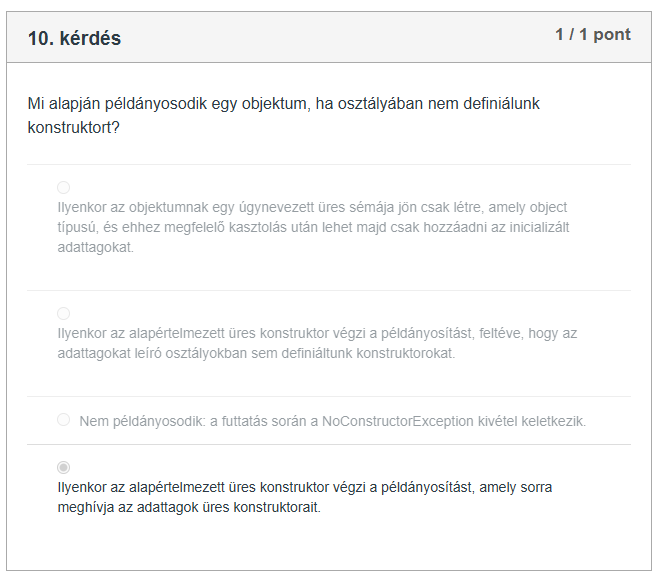 10. kérdés
1 / 1 pont
Mi alapján példányosodik egy objektum, ha osztályában nem definiálunk
konstruktort?
Ilyenkor az objektumnak egy úgynevezett üres sémája jön csak létre, amely object
típusú, és ehhez megfelelő kasztolás után lehet majd csak hozzáadni az inicializált
adattagokat.
Ilyenkor az alapértelmezett üres konstruktor végzi a példányosítást, feltéve, hogy az
adattagokat leíró osztályokban sem definiáltunk konstruktorokat.
Nem példányosodik: a futtatás során a NoConstructorException kivétel keletkezik.
Ilyenkor az alapértelmezett üres konstruktor végzi a példányosítást, amely sorra
meghívja az adattagok üres konstruktorait.